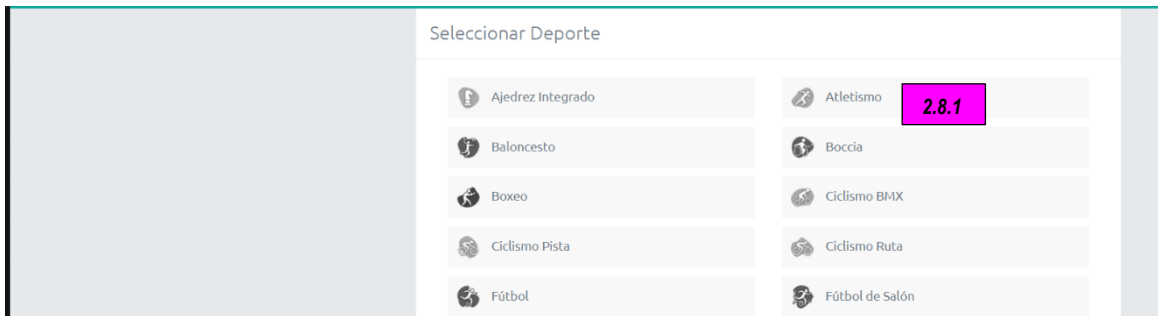 Seleccionar Deporte
Ajedrez Integrado
Atletismo
2.8.1
Baloncesto
Boccia
Boxeo
Ciclismo BMX
Ciclismo Pista
Ciclismo Ruta
Fútbol
Fútbol de Salón